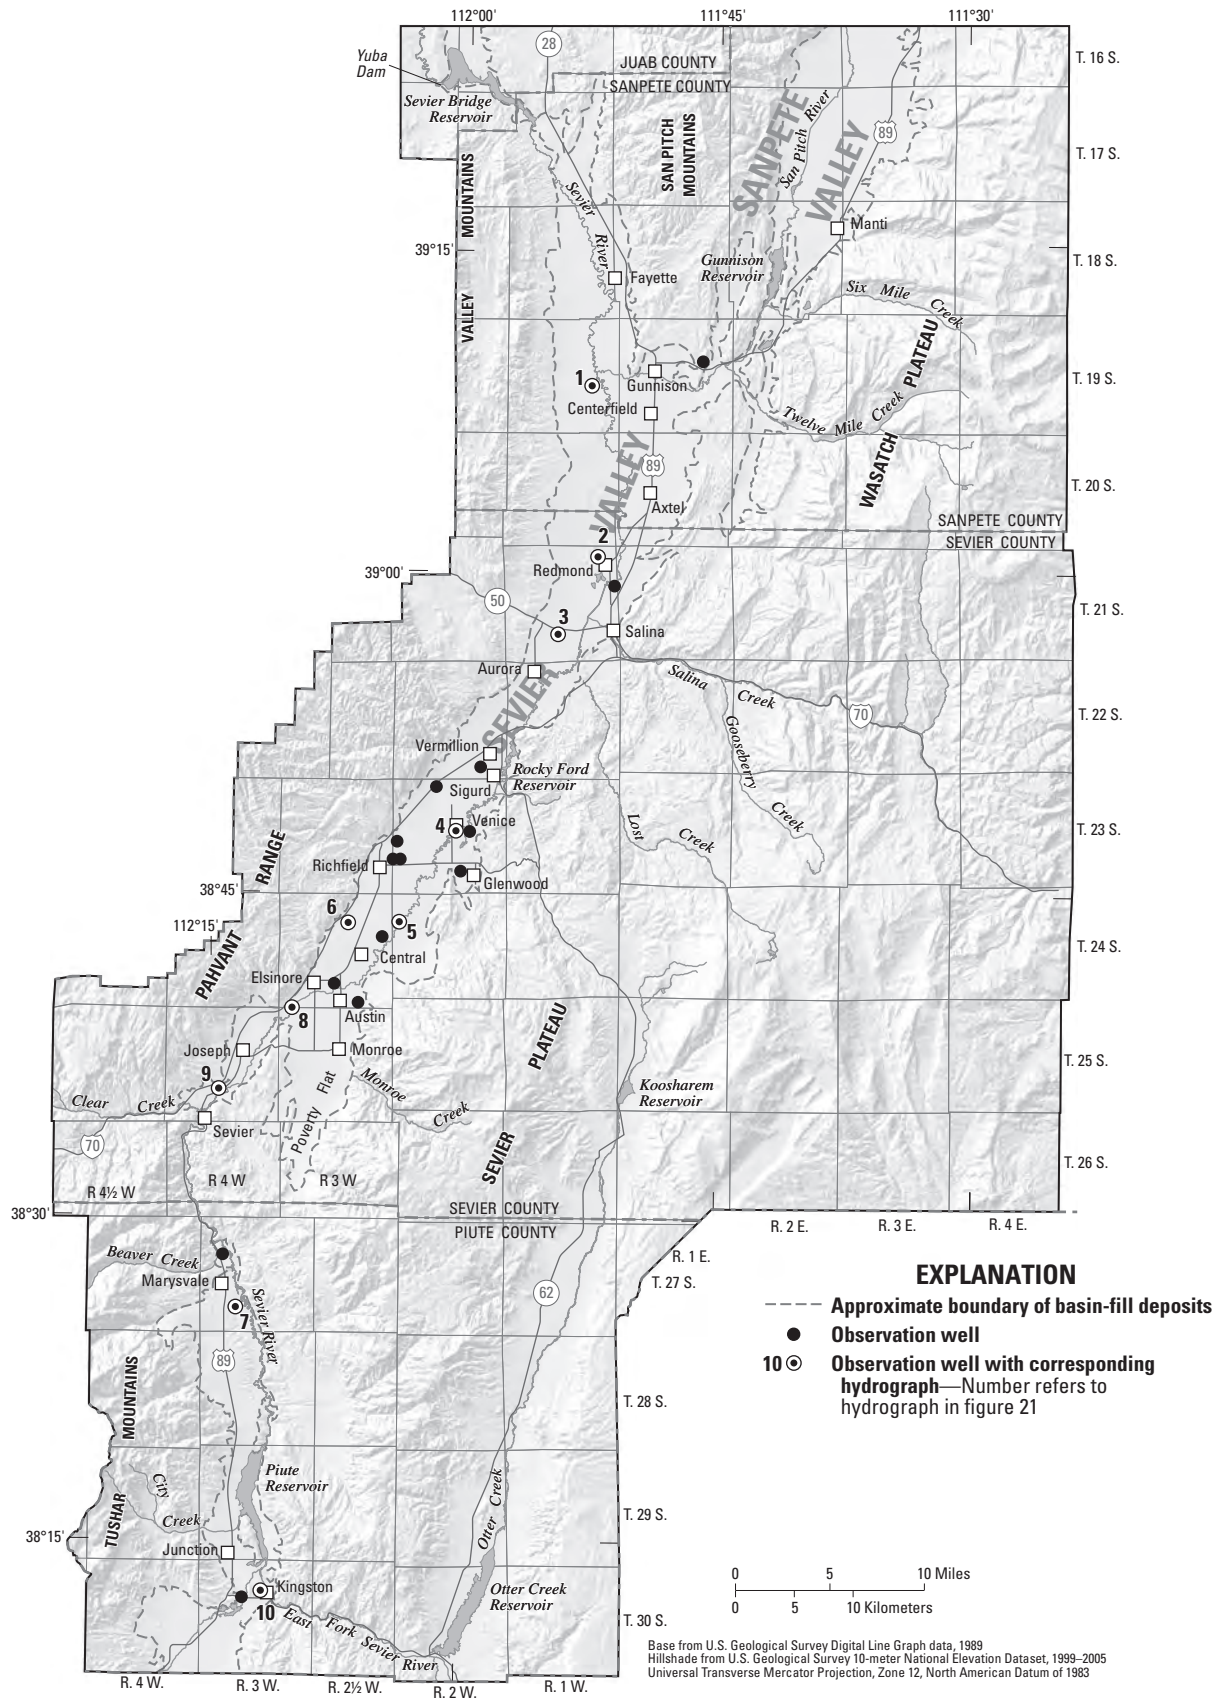 112°00'
111°45'
111°30'
28
Yuba
Dam
JUAB COUNTY
SANPETE COUNTY
T. 16 S.
Sevier Bridge
Reservoir
SAN PITCH
MOUNTAINS
SANPETE
VALLEY
San Pitch River
89
T. 17 S.
VALLEY MOUNTAINS
Sevier
River
39°15'
Manti
Gunnison
Reservoir
T. 18 S.
Fayette
Six Mile Creek
1
Gunnison
Centerfield
Twelve Mile Creek
WASATCH PLATEAU
T. 19 S.
SEVIER VALLEY
89
Axtel
T. 20 S.
SANPETE COUNTY
SEVIER COUNTY
2
Redmond
39°00'
50
3
Salina
T. 21 S.
Aurora
Salina Creek
70
T. 22 S.
Gooseberry Creek
Vermillion
Rocky Ford
Reservoir
Sigurd
Lost Creek
4
Venice
T. 23 S.
Richfield
Glenwood
38°45'
PAHVANT RANGE
6
5
112°15'
Central
T. 24 S.
Elsinore
8
Austin
Joseph
Monroe
SEVIER PLATEAU
T. 25 S.
9
Clear Creek
Poverty Flat
Monroe Creek
Koosharem
Reservoir
Sevier
70
T. 26 S.
R 4½ W
R 4 W
R 3 W
38°30'
SEVIER COUNTY
PIUTE COUNTY
R. 2 E.
R. 3 E.
R. 4 E.
R. 1 E.
T. 27 S.
Beaver Creek
Marysvale
7
Sevier River
62
89
EXPLANATION
Approximate boundary of basin-fill deposits
Observation well
10 Observation well with corresponding
hydrograph—Number refers to
hydrograph in figure 21
TUSHAR MOUNTAINS
T. 28 S.
Piute
Reservoir
City
Creek
Otter Creek
T. 29 S.
38°15'
Junction
Kingston
10
East Fork Sevier River
Otter Creek
Reservoir
T. 30 S.
0 5 10 Miles
0 5 10 Kilometers
Base from U.S. Geological Survey Digital Line Graph data, 1989
Hillshade from U.S. Geological Survey 10-meter National Elevation Dataset, 1999–2005
Universal Transverse Mercator Projection, Zone 12, North American Datum of 1983
R. 4 W.
R. 3 W.
R. 2½ W.
R. 2 W.
R. 1 W.